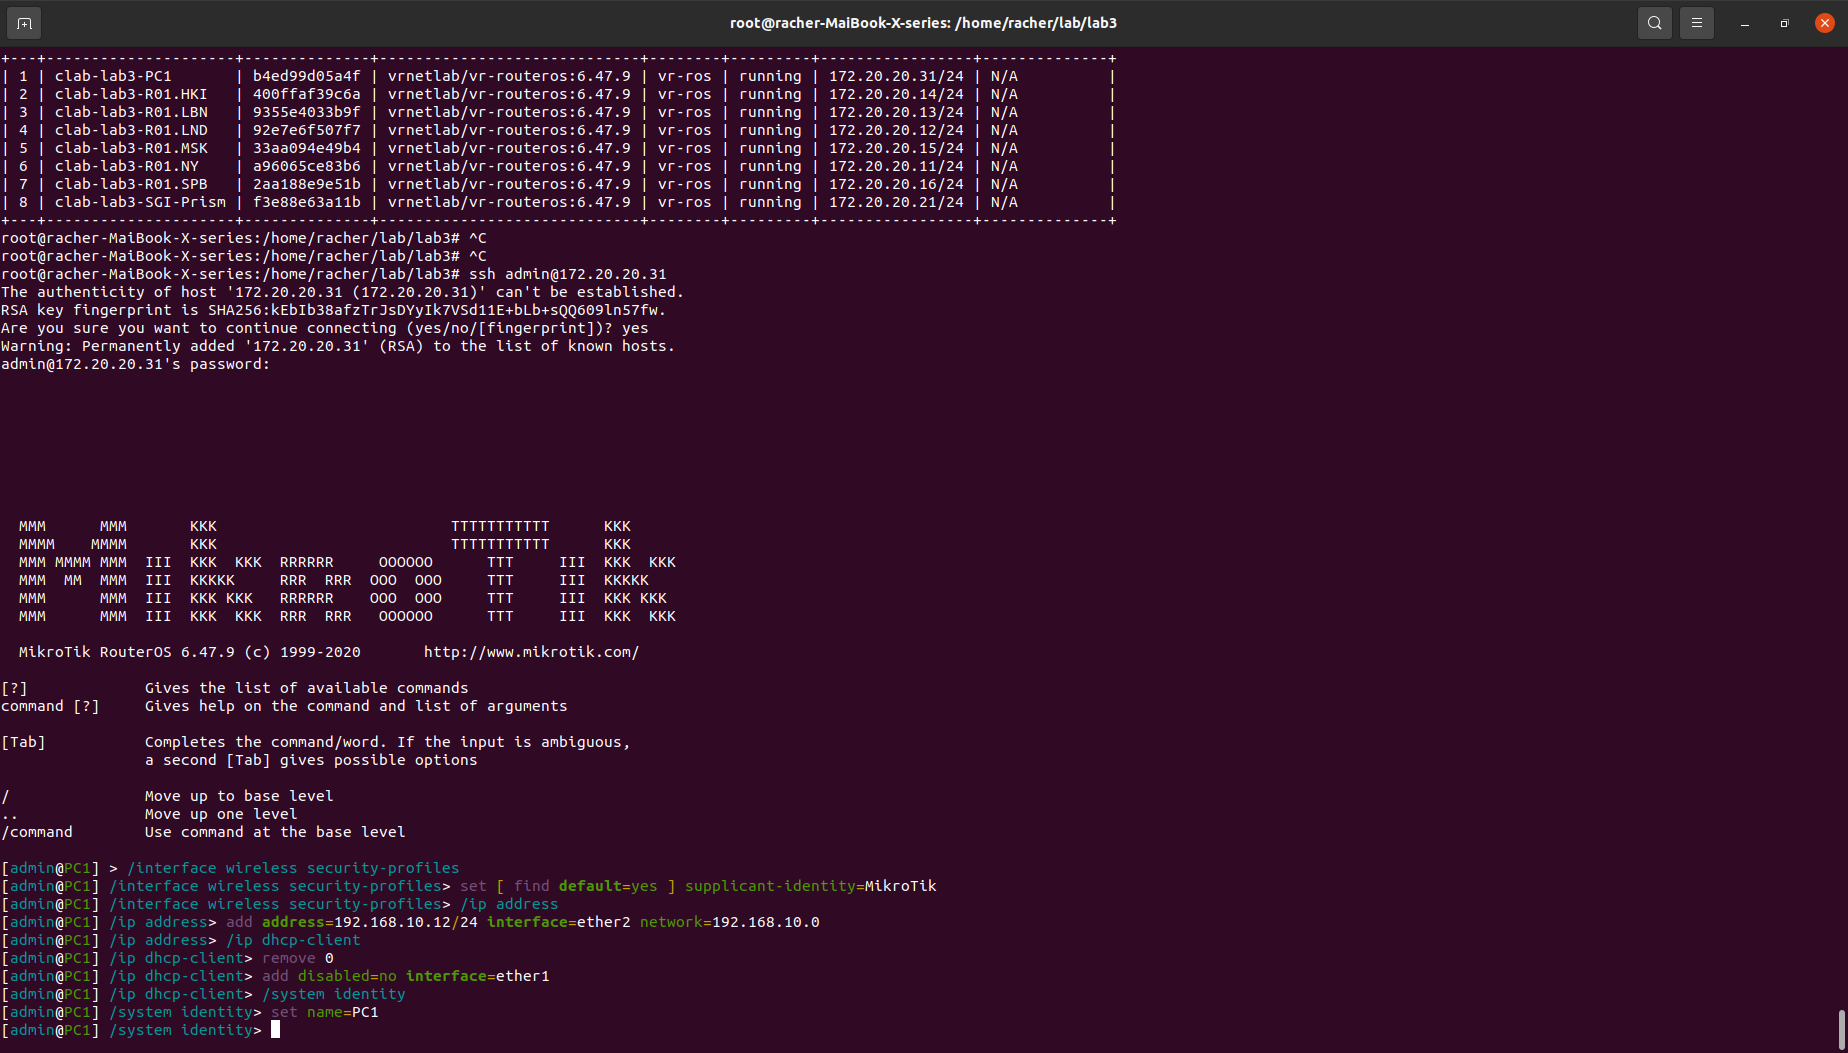 root@racher-MaiBook-X-series: /home/racher/lab/lab3
+---+---------------------+--------------+-----------------------------+--------+---------+-----------------+--------------+
| 1 | clab-lab3-PC1       | b4ed99d05a4f | vrnetlab/vr-routeros:6.47.9 | vr-ros | running | 172.20.20.31/24 | N/A          |
| 2 | clab-lab3-R01.HKI   | 400ffaf39c6a | vrnetlab/vr-routeros:6.47.9 | vr-ros | running | 172.20.20.14/24 | N/A          |
| 3 | clab-lab3-R01.LBN   | 9355e4033b9f | vrnetlab/vr-routeros:6.47.9 | vr-ros | running | 172.20.20.13/24 | N/A          |
| 4 | clab-lab3-R01.LND   | 92e7e6f507f7 | vrnetlab/vr-routeros:6.47.9 | vr-ros | running | 172.20.20.12/24 | N/A          |
| 5 | clab-lab3-R01.MSK   | 33aa094e49b4 | vrnetlab/vr-routeros:6.47.9 | vr-ros | running | 172.20.20.15/24 | N/A          |
| 6 | clab-lab3-R01.NY    | a96065ce83b6 | vrnetlab/vr-routeros:6.47.9 | vr-ros | running | 172.20.20.11/24 | N/A          |
| 7 | clab-lab3-R01.SPB   | 2aa188e9e51b | vrnetlab/vr-routeros:6.47.9 | vr-ros | running | 172.20.20.16/24 | N/A          |
| 8 | clab-lab3-SGI-Prism | f3e88e63a11b | vrnetlab/vr-routeros:6.47.9 | vr-ros | running | 172.20.20.21/24 | N/A          |
+---+---------------------+--------------+-----------------------------+--------+---------+-----------------+--------------+
root@racher-MaiBook-X-series:/home/racher/lab/lab3# ^C
root@racher-MaiBook-X-series:/home/racher/lab/lab3# ^C
root@racher-MaiBook-X-series:/home/racher/lab/lab3# ssh admin@172.20.20.31
The authenticity of host '172.20.20.31 (172.20.20.31)' can't be established.
RSA key fingerprint is SHA256:kEbIb38afzTrJsDYyIk7VSd11E+bLb+sQQ609ln57fw.
Are you sure you want to continue connecting (yes/no/[fingerprint])? yes
Warning: Permanently added '172.20.20.31' (RSA) to the list of known hosts.
admin@172.20.20.31's password:
  MMM      MMM       KKK                          TTTTTTTTTTT      KKK
  MMMM    MMMM       KKK                          TTTTTTTTTTT      KKK
  MMM MMMM MMM  III  KKK  KKK  RRRRRR     OOOOOO      TTT     III  KKK  KKK
  MMM  MM  MMM  III  KKKKK     RRR  RRR  OOO  OOO     TTT     III  KKKKK
  MMM      MMM  III  KKK KKK   RRRRRR    OOO  OOO     TTT     III  KKK KKK
  MMM      MMM  III  KKK  KKK  RRR  RRR   OOOOOO      TTT     III  KKK  KKK
  MikroTik RouterOS 6.47.9 (c) 1999-2020       http://www.mikrotik.com/
[?]             Gives the list of available commands
command [?]     Gives help on the command and list of arguments
[Tab]           Completes the command/word. If the input is ambiguous,
                a second [Tab] gives possible options
/               Move up to base level
..              Move up one level
/command        Use command at the base level
[admin@PC1] > /interface wireless security-profiles
[admin@PC1] /interface wireless security-profiles> set [ find default=yes ] supplicant-identity=MikroTik
[admin@PC1] /interface wireless security-profiles> /ip address
[admin@PC1] /ip address> add address=192.168.10.12/24 interface=ether2 network=192.168.10.0
[admin@PC1] /ip address> /ip dhcp-client
[admin@PC1] /ip dhcp-client> remove 0
[admin@PC1] /ip dhcp-client> add disabled=no interface=ether1
[admin@PC1] /ip dhcp-client> /system identity
[admin@PC1] /system identity> set name=PC1
[admin@PC1] /system identity>